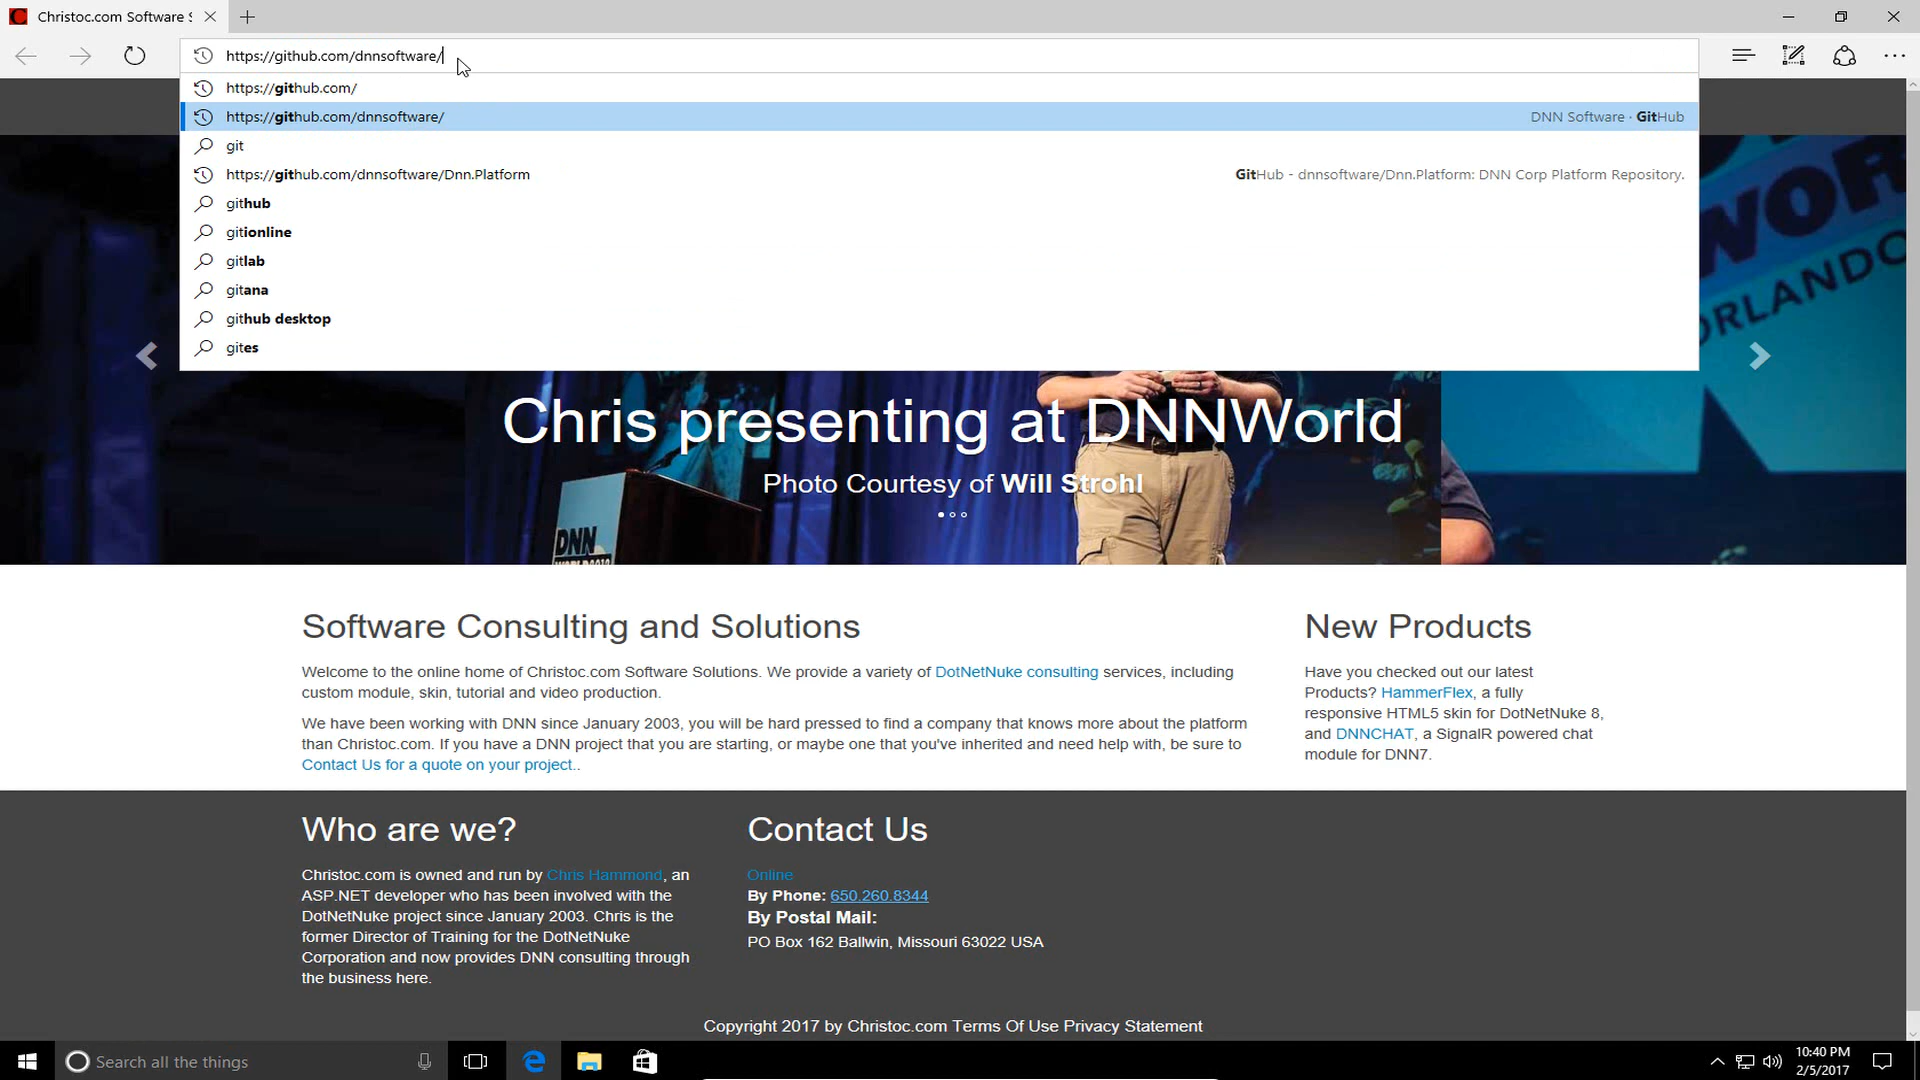 Christoc.com Software S
https://github.com/dnnsoftware/
https://github.com/
https://github.com/dnnsoftware/ DNN Software · GitHub
git
https://github.com/dnnsoftware/Dnn.Platform GitHub - dnnsoftware/Dnn.Platform: DNN Corp Platform Repository.
github
gitionline
gitlab
gitana
github desktop
gites
WOR
ORLANDO
Chris presenting at DNNWorld
Photo Courtesy of Will Strohl
DNN
Software Consulting and Solutions
Welcome to the online home of Christoc.com Software Solutions. We provide a variety of DotNetNuke consulting services, including
custom module, skin, tutorial and video production.
We have been working with DNN since January 2003, you will be hard pressed to find a company that knows more about the platform
than Christoc.com. If you have a DNN project that you are starting, or maybe one that you've inherited and need help with, be sure to
Contact Us for a quote on your project..
New Products
Have you checked out our latest
Products? HammerFlex, a fully
responsive HTML5 skin for DotNetNuke 8,
and DNNCHAT, a SignalR powered chat
module for DNN7.
Who are we?
Christoc.com is owned and run by Chris Hammond, an
ASP.NET developer who has been involved with the
DotNetNuke project since January 2003. Chris is the
former Director of Training for the DotNetNuke
Corporation and now provides DNN consulting through
the business here.
Contact Us
Online
By Phone: 650.260.8344
By Postal Mail:
PO Box 162 Ballwin, Missouri 63022 USA
Copyright 2017 by Christoc.com Terms Of Use Privacy Statement
Search all the things
10:40 PM
2/5/2017